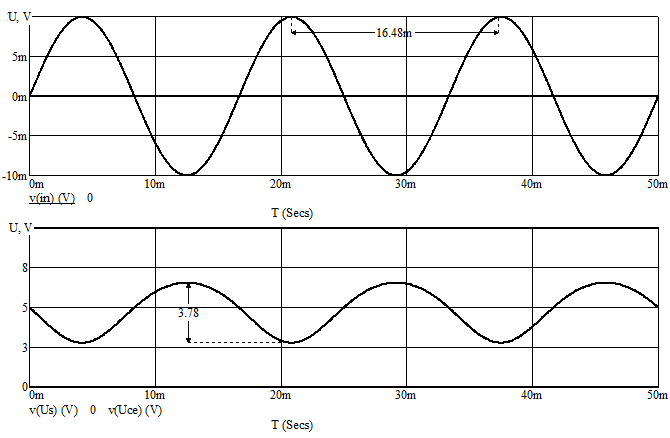 U, V
5m
16.48m
0m
-5m
-10m
0m 10m 20m 30m 40m 50m
v(in) (V) 0
T (Secs)
U, V
8
5
3.78
3
0
0m 10m 20m 30m 40m 50m
v(Us) (V) 0 v(Uce) (V)
T (Secs)